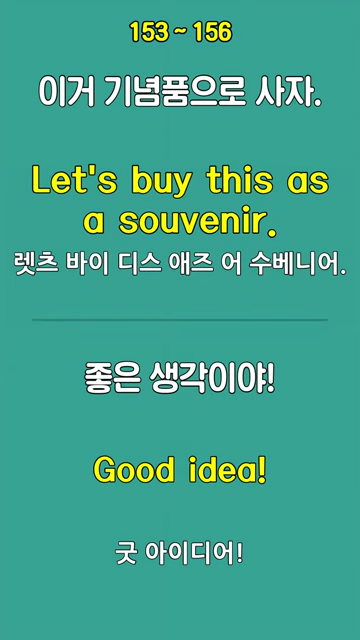 153 ~ 156
이거 기념품으로 사자.
Let's buy this as
a souvenir.
렛츠 바이 디스 애즈 어 수베니어.
좋은 생각이야!
Good idea!
굿 아이디어!